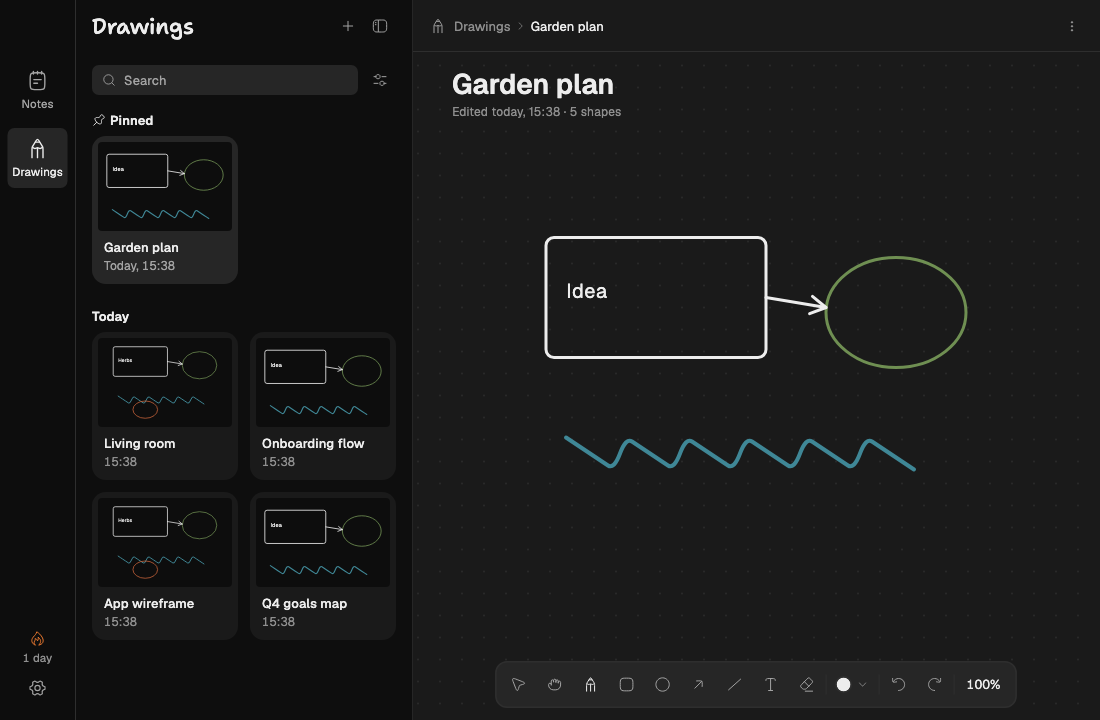 Drawings
Search
Notes
Drawings
Pinned
Idea
Garden plan
Today, 15:38
Today
Herbs
Living room
15:38
Idea
Onboarding flow
15:38
Herbs
App wireframe
15:38
Idea
Q4 goals map
15:38
1 day
Drawings > Garden plan
Garden plan
Edited today, 15:38 · 5 shapes
Idea
T
100%